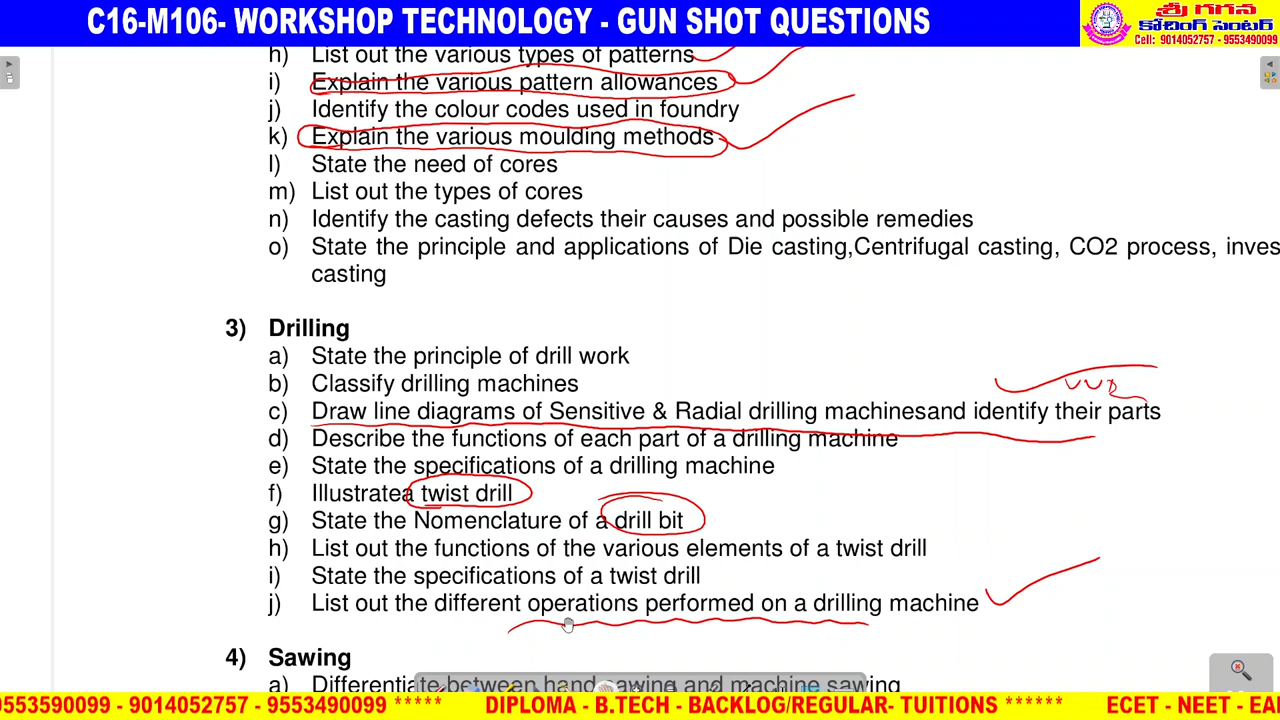 C16-M106- WORKSHOP TECHNOLOGY - GUN SHOT QUESTIONS
శ్రీ గగన
కోచింగ్ సెంటర్
Cell: 9014052757 - 9553490099
h) List out the various types of patterns
i) Explain the various pattern allowances
j) Identify the colour codes used in foundry
k) Explain the various moulding methods
l) State the need of cores
m) List out the types of cores
n) Identify the casting defects their causes and possible remedies
o) State the principle and applications of Die casting,Centrifugal casting, CO2 process, inves
casting
3) Drilling
a) State the principle of drill work
b) Classify drilling machines
c) Draw line diagrams of Sensitive & Radial drilling machinesand identify their parts
d) Describe the functions of each part of a drilling machine
e) State the specifications of a drilling machine
f) Illustratea twist drill
g) State the Nomenclature of a drill bit
h) List out the functions of the various elements of a twist drill
i) State the specifications of a twist drill
j) List out the different operations performed on a drilling machine
4) Sawing
a) Differentiate between hand sawing and machine sawing
9553590099 - 9014052757 - 9553490099 ***** DIPLOMA - B.TECH - BACKLOG/REGULAR- TUITIONS ****** ECET - NEET - EA